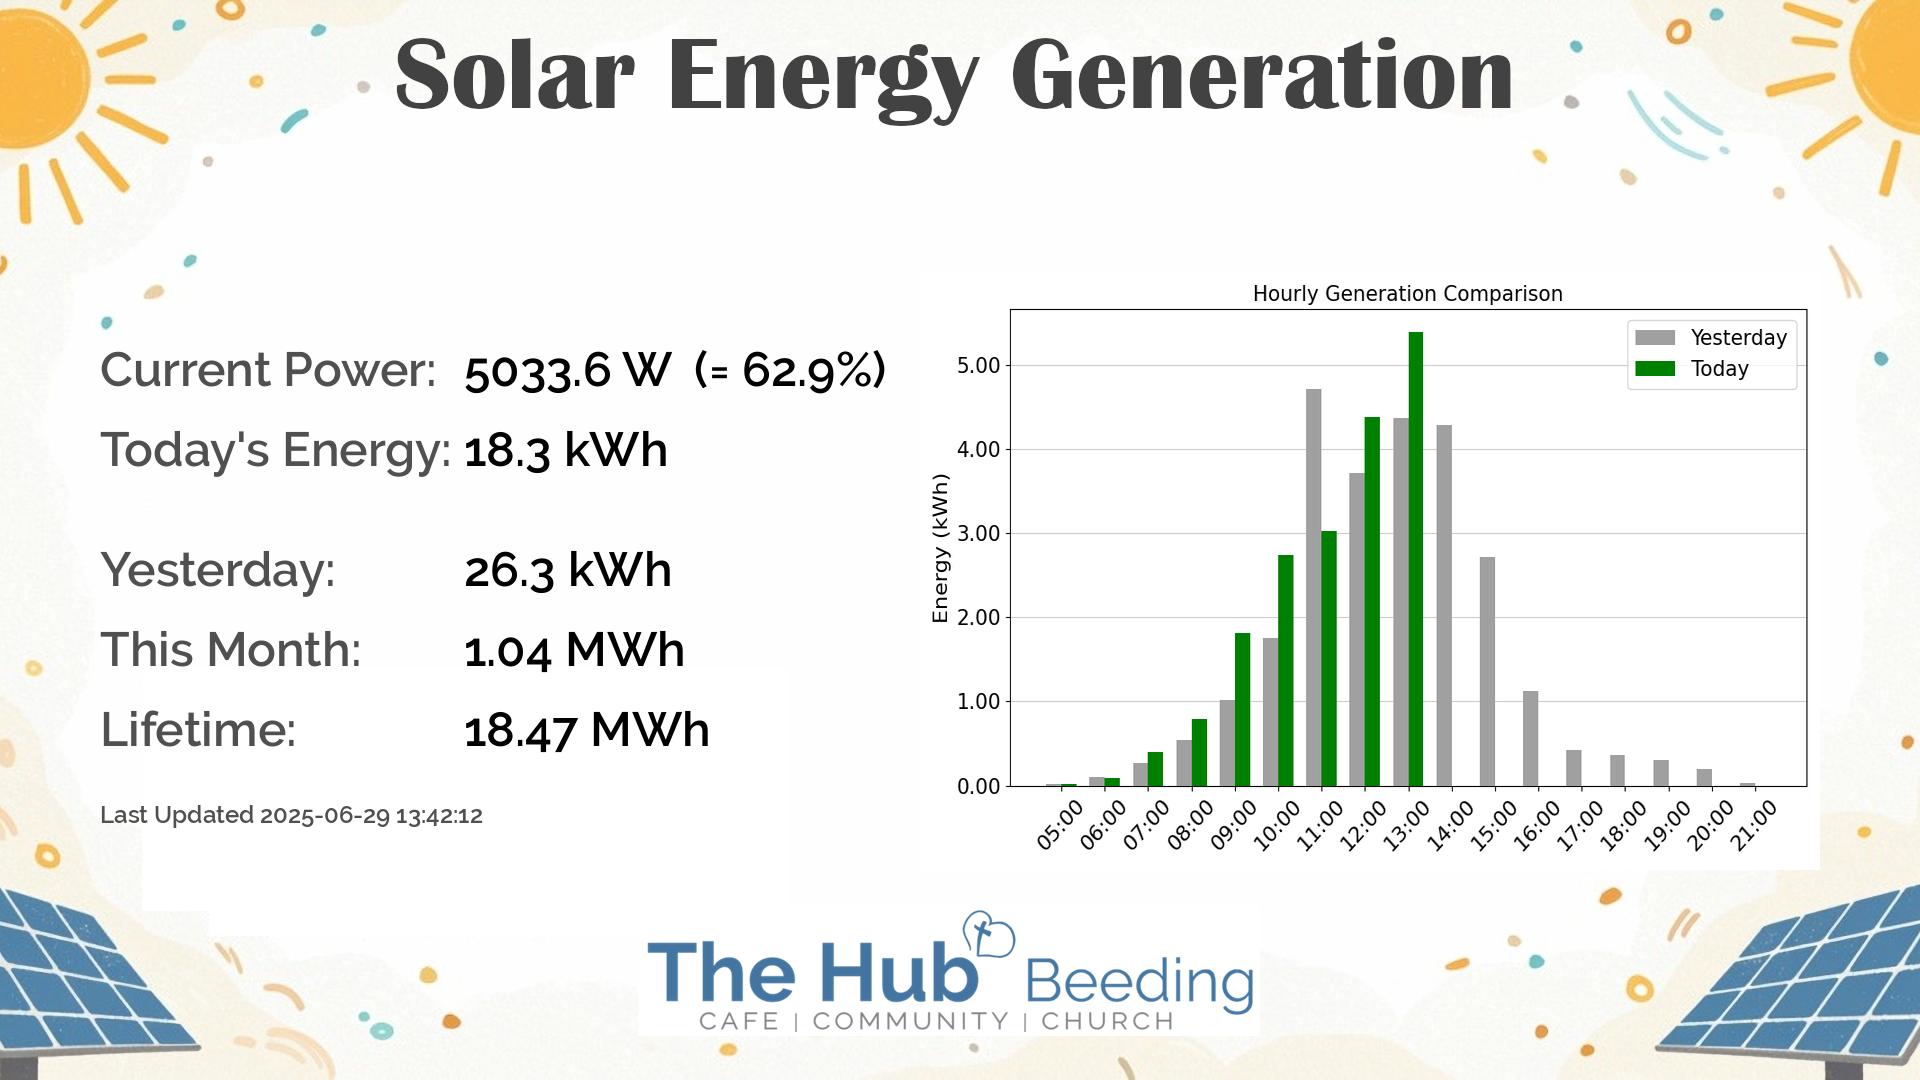 Solar Energy Generation
Current Power: 5033.6 W (= 62.9%)
Today's Energy: 18.3 kWh
Yesterday: 26.3 kWh
This Month: 1.04 MWh
Lifetime: 18.47 MWh
Last Updated 2025-06-29 13:42:12
Hourly Generation Comparison
Yesterday
Today
Energy (kWh)
5.00
4.00
3.00
2.00
1.00
0.00
05:00 06:00 07:00 08:00 09:00 10:00 11:00 12:00 13:00 14:00 15:00 16:00 17:00 18:00 19:00 20:00 21:00
The Hub Beeding
CAFE | COMMUNITY | CHURCH